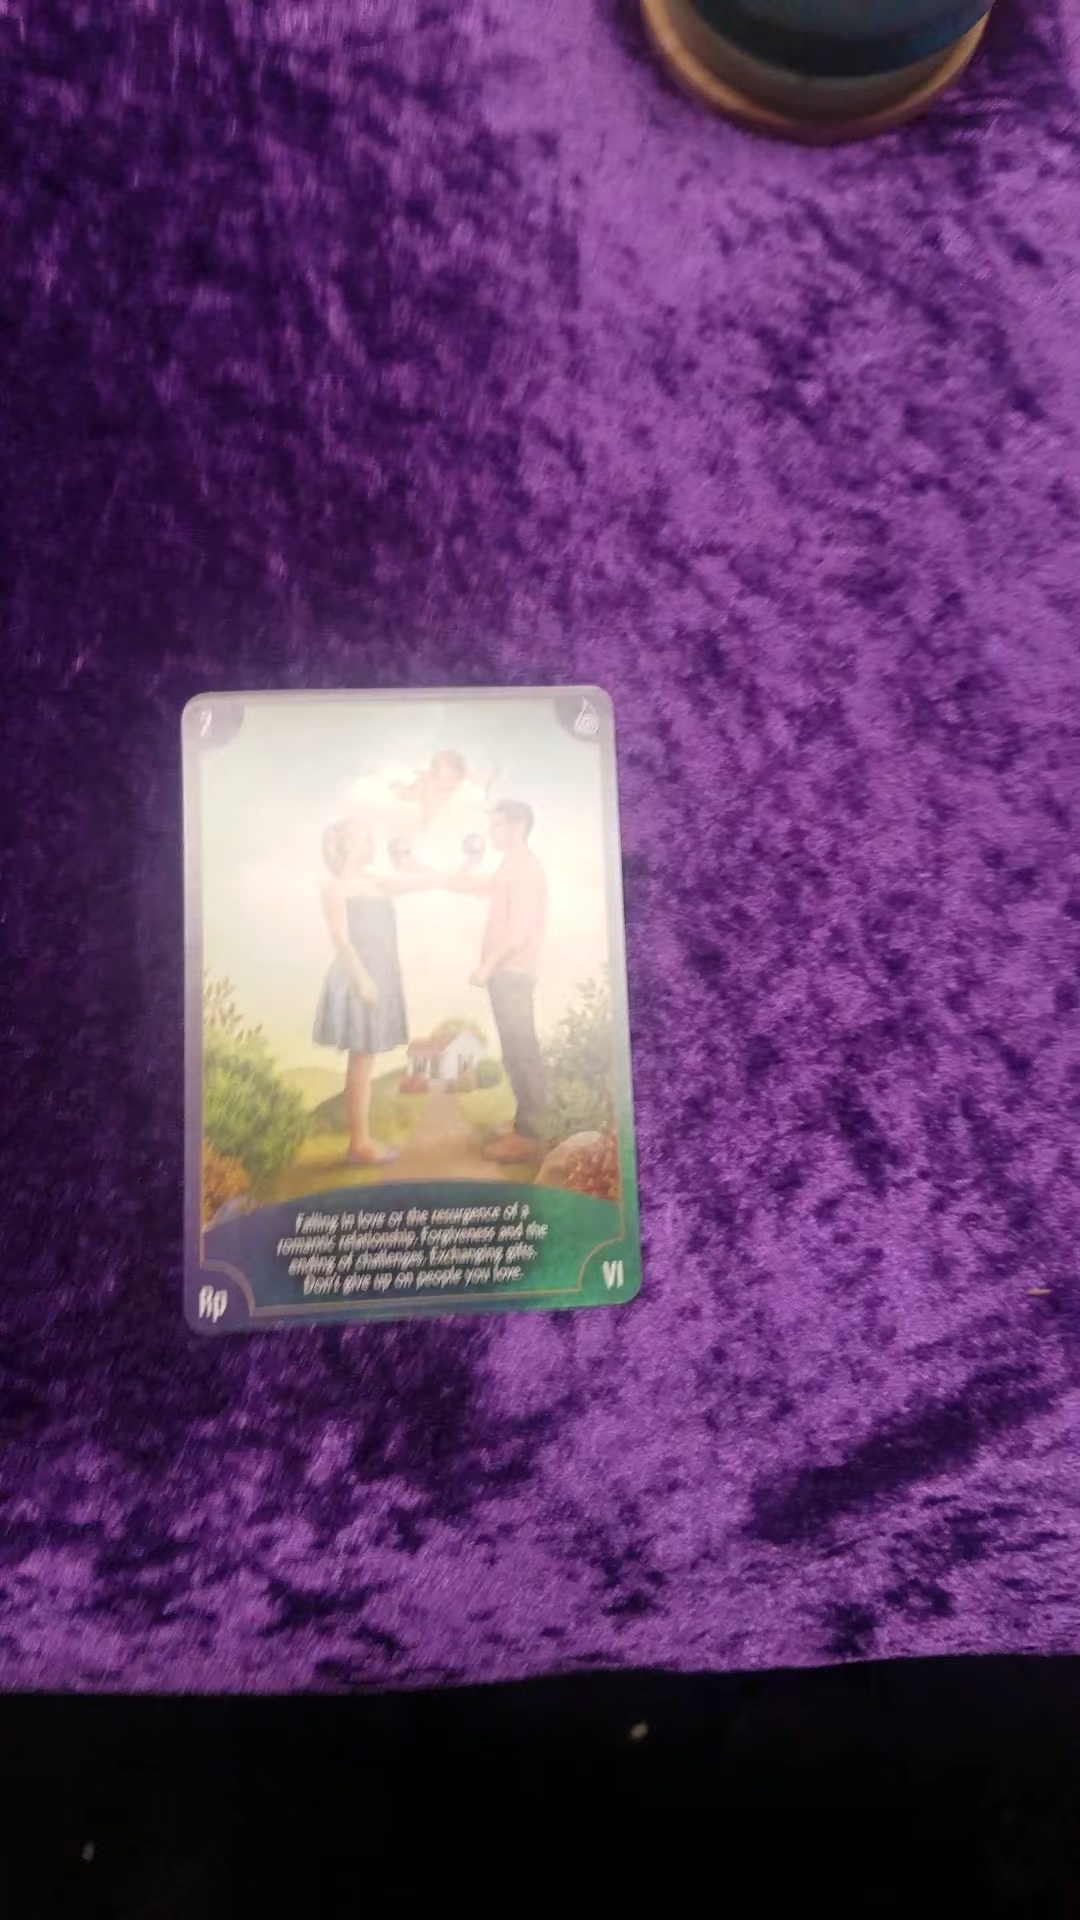 2
Falling in love or the resurgence of a
romantic relationship. Forgiveness and the
ending of challenges. Exchanging gifts.
Don't give up on people you love.
VI